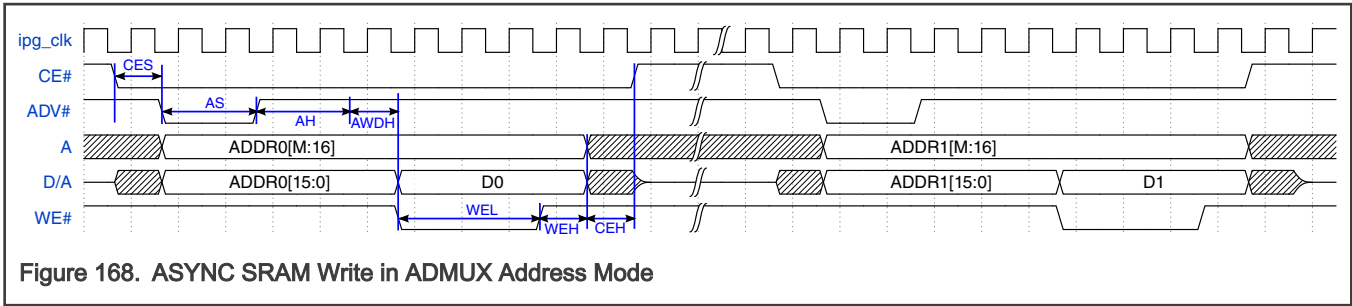 ipg_clk
CE#
CES
ADV#
AS
AH
AWDH
A
ADDR0[M:16]
ADDR1[M:16]
D/A
ADDR0[15:0]
D0
ADDR1[15:0]
D1
WE#
WEL
WEH
CEH
Figure 168. ASYNC SRAM Write in ADMUX Address Mode